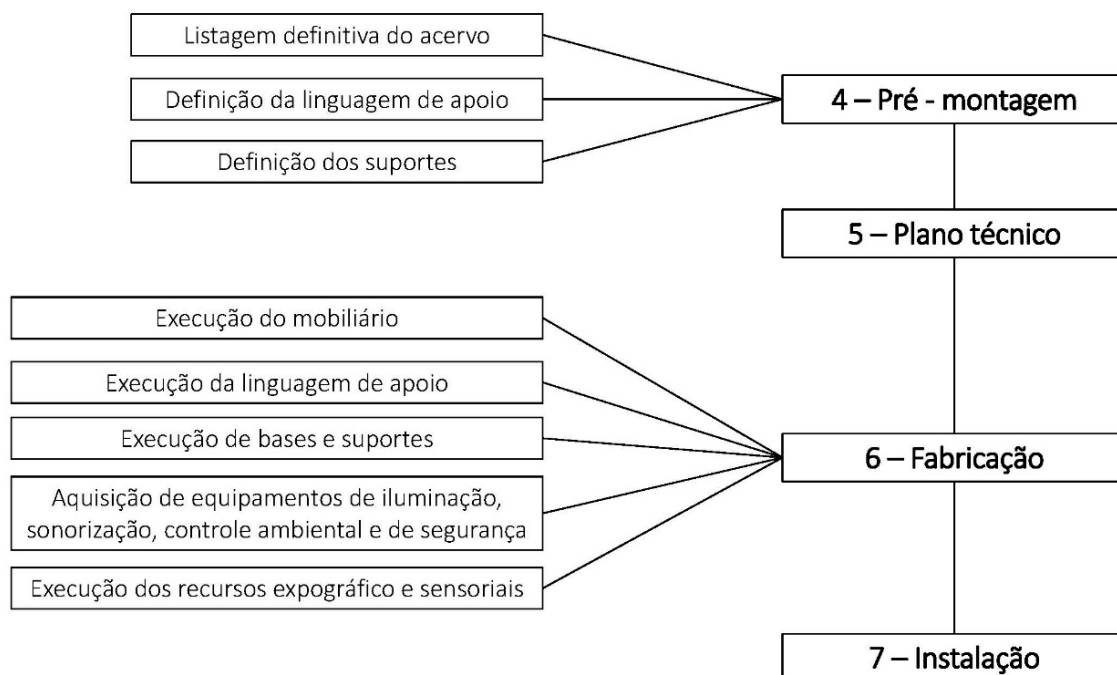 Listagem definitiva do acervo
Definição da linguagem de apoio
Definição dos suportes
4 – Pré - montagem
5 – Plano técnico
Execução do mobiliário
Execução da linguagem de apoio
Execução de bases e suportes
Aquisição de equipamentos de iluminação,
sonorização, controle ambiental e de segurança
Execução dos recursos expográfico e sensoriais
6 – Fabricação
7 – Instalação